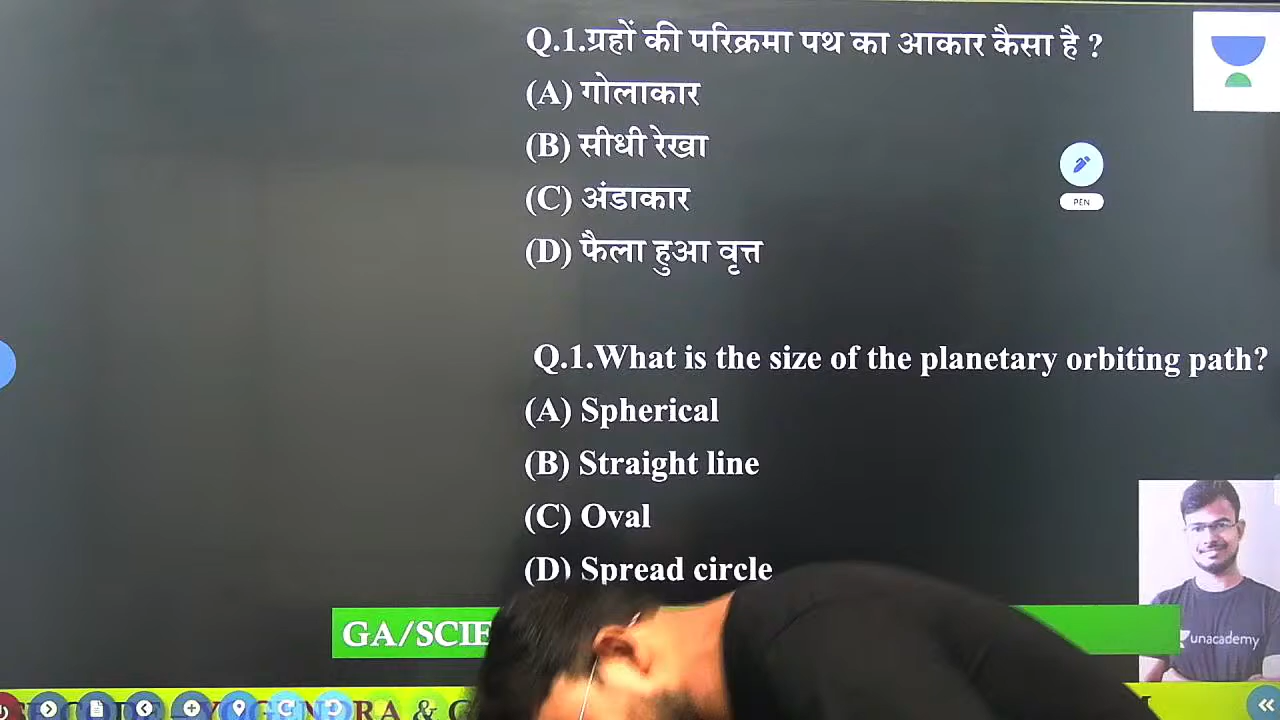 Q.1.ग्रहों की परिक्रमा पथ का आकार कैसा है ?
(A) गोलाकार
(B) सीधी रेखा
(C) अंडाकार
(D) फैला हुआ वृत्त
PEN
Q.1.What is the size of the planetary orbiting path?
(A) Spherical
(B) Straight line
(C) Oval
(D) Spread circle
unacademy
GA/SCIE